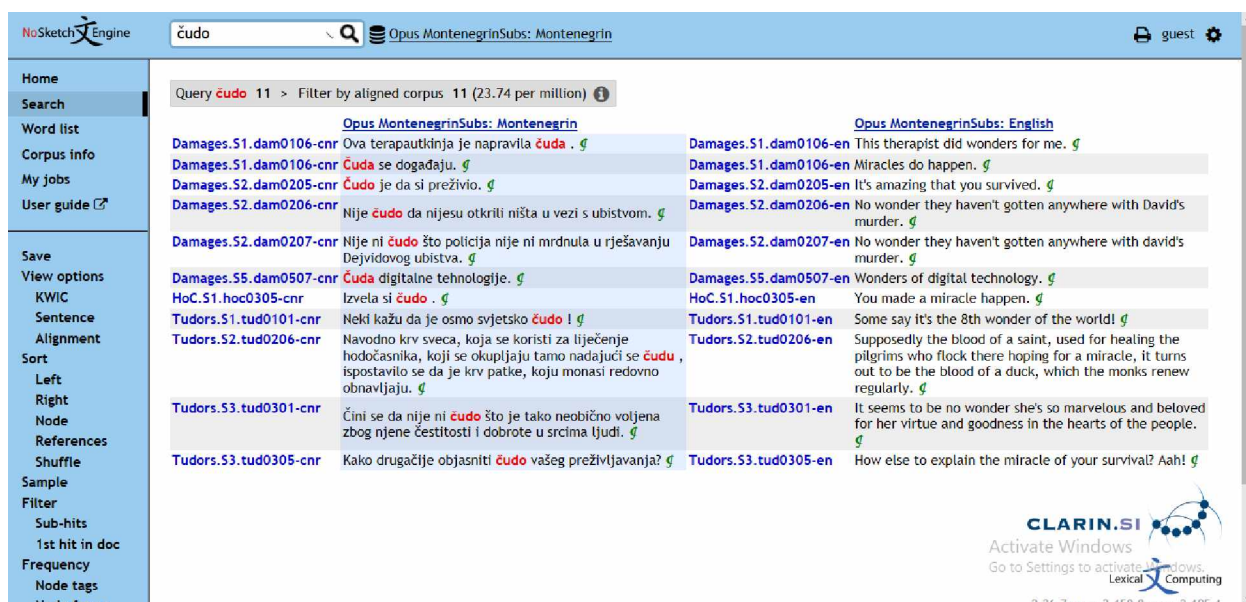 NoSketch Engine
čudo
Opus MontenegrinSubs: Montenegrin
guest
Home
Search
Word list
Corpus info
My jobs
User guide
Save
View options
KWIC
Sentence
Alignment
Sort
Left
Right
Node
References
Shuffle
Sample
Filter
Sub-hits
1st hit in doc
Frequency
Node tags
Query čudo 11 > Filter by aligned corpus 11 (23.74 per million)
Opus MontenegrinSubs: Montenegrin Opus MontenegrinSubs: English
Damages.S1.dam0106-cnr Ova terapautkinja je napravila čuda . Damages.S1.dam0106-en This therapist did wonders for me.
Damages.S1.dam0106-cnr Čuda se događaju. Damages.S1.dam0106-en Miracles do happen.
Damages.S2.dam0205-cnr Čudo je da si preživio. Damages.S2.dam0205-en It's amazing that you survived.
Damages.S2.dam0206-cnr Nije čudo da nijesu otkrili ništa u vezi s ubistvom. Damages.S2.dam0206-en No wonder they haven't gotten anywhere with David's
murder.
Damages.S2.dam0207-cnr Nije ni čudo što policija nije ni mrdnula u rješavanju Damages.S2.dam0207-en No wonder they haven't gotten anywhere with david's
Dejvidovog ubistva. murder.
Damages.S5.dam0507-cnr Čuda digitalne tehnologije. Damages.S5.dam0507-en Wonders of digital technology.
HoC.S1.hoc0305-cnr Izvela si čudo . HoC.S1.hoc0305-en You made a miracle happen.
Tudors.S1.tud0101-cnr Neki kažu da je osmo svjetsko čudo ! Tudors.S1.tud0101-en Some say it's the 8th wonder of the world!
Tudors.S2.tud0206-cnr Navodno krv sveca, koja se koristi za liječenje Tudors.S2.tud0206-en Supposedly the blood of a saint, used for healing the
hodočasnika, koji se okupljaju tamo nadajući se čudu , pilgrims who flock there hoping for a miracle, it turns
ispostavilo se da je krv patke, koju monasi redovno out to be the blood of a duck, which the monks renew
obnavljaju. regularly.
Tudors.S3.tud0301-cnr Čini se da nije ni čudo što je tako neobično voljena Tudors.S3.tud0301-en It seems to be no wonder she's so marvelous and beloved
zbog njene čestitosti i dobrote u srcima ljudi. for her virtue and goodness in the hearts of the people.
Tudors.S3.tud0305-cnr Kako drugačije objasniti čudo vašeg preživljavanja? Tudors.S3.tud0305-en How else to explain the miracle of your survival? Aah!
CLARIN.SI
Activate Windows
Go to Settings to activate Windows.
Lexical Computing